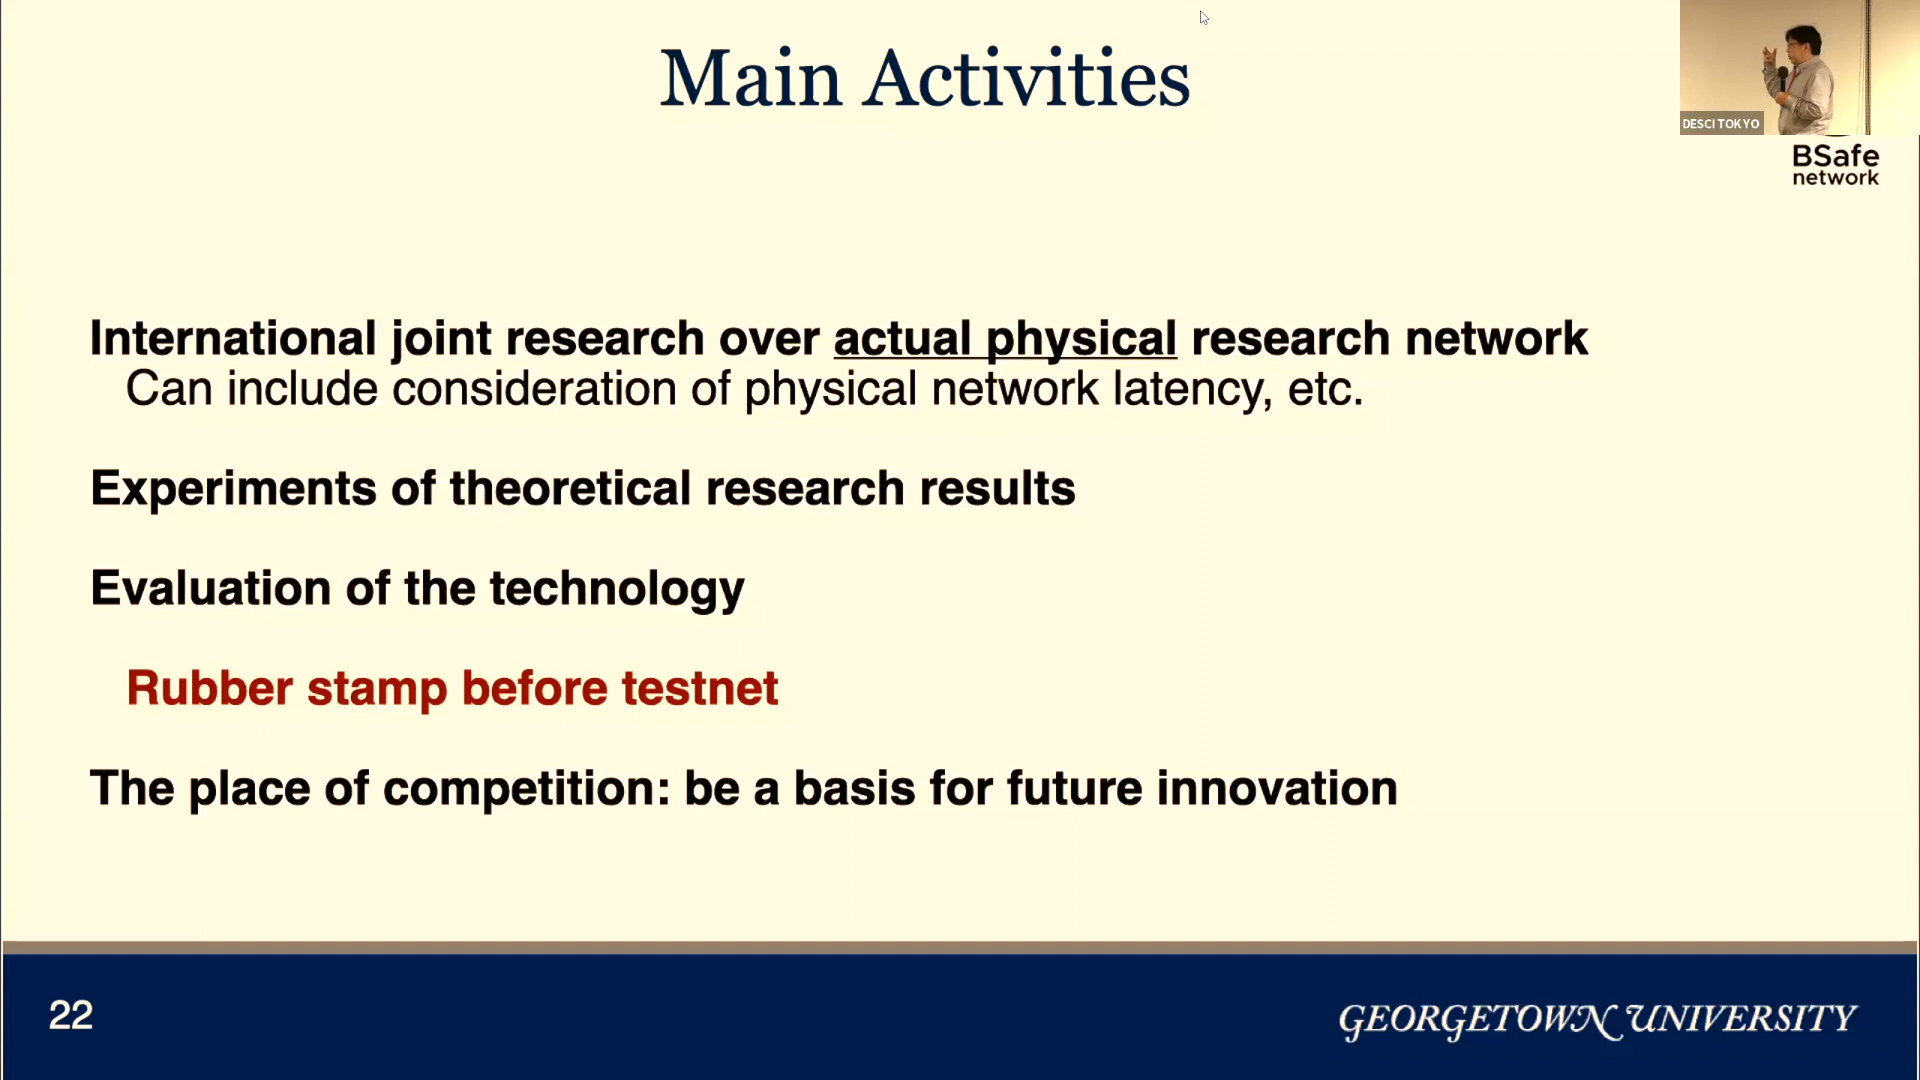 Main Activities
DESCI TOKYO
BSafe
network
International joint research over actual physical research network
Can include consideration of physical network latency, etc.
Experiments of theoretical research results
Evaluation of the technology
Rubber stamp before testnet
The place of competition: be a basis for future innovation
22
GEORGETOWN UNIVERSITY